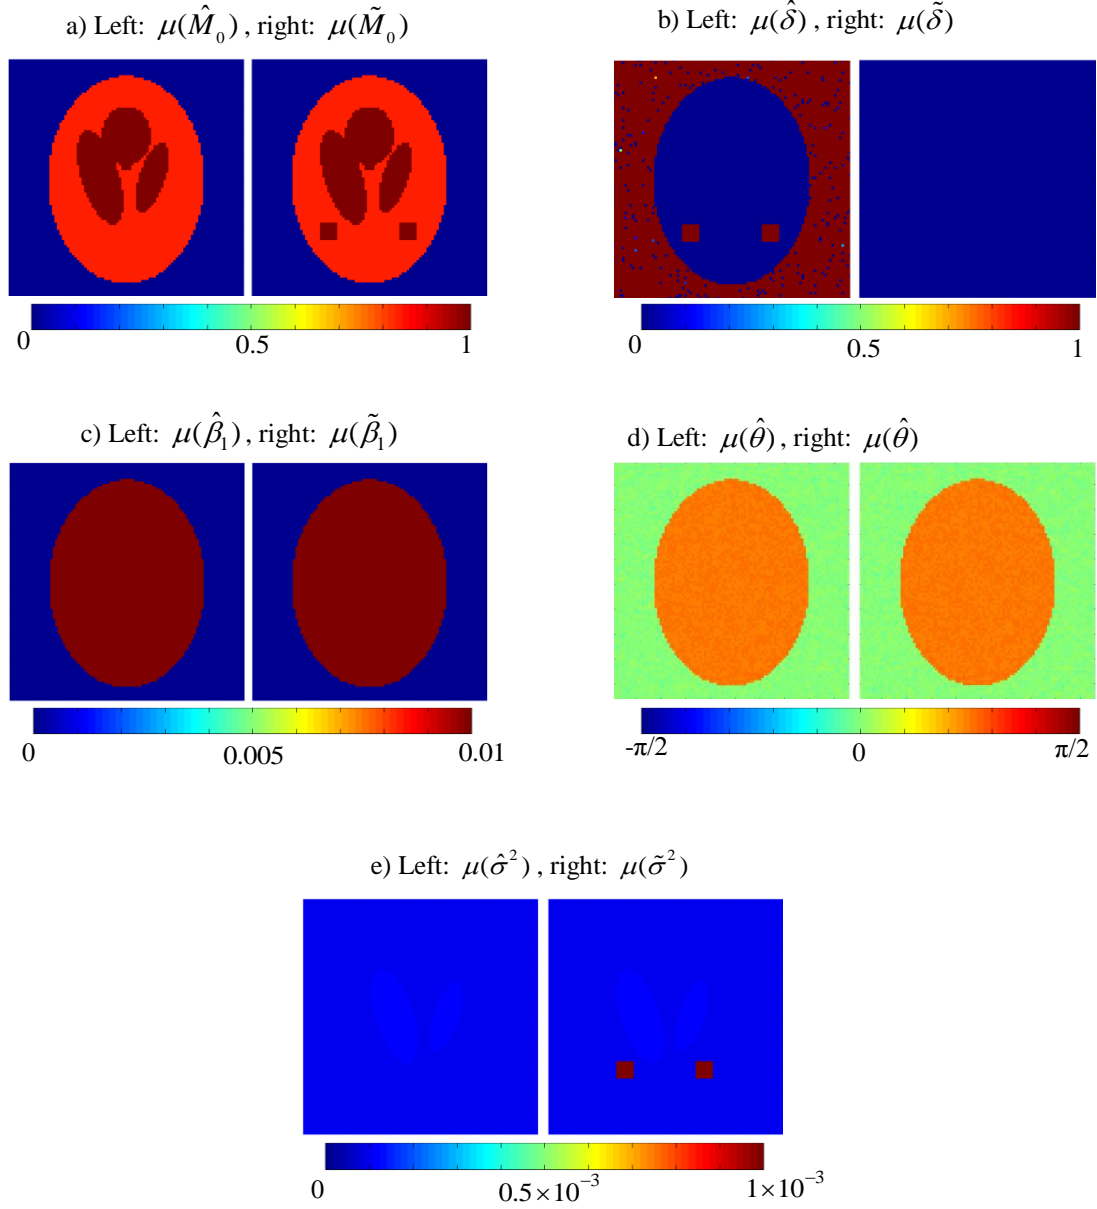 a) Left: μ(M̂₀) , right: μ(M̃₀)
b) Left: μ(δ̂) , right: μ(δ̃)
0 0.5 1
0 0.5 1
c) Left: μ(β̂₁) , right: μ(β̃₁)
d) Left: μ(θ̂) , right: μ(θ̂)
0 0.005 0.01
-π/2 0 π/2
e) Left: μ(σ̂²) , right: μ(σ̃²)
0 0.5×10⁻³ 1×10⁻³